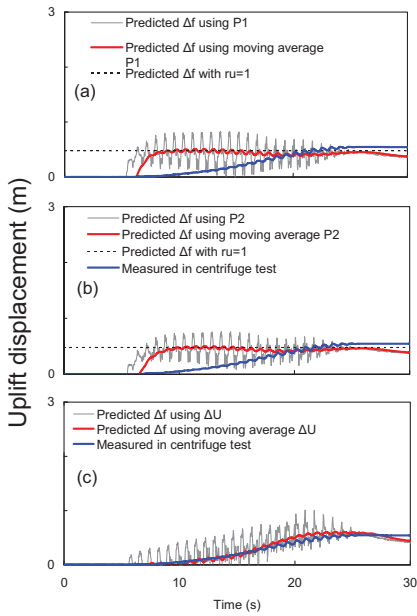 3
Predicted Δf using P1
Predicted Δf using moving average
P1
Predicted Δf with ru=1
(a)
0
3
Predicted Δf using P2
Predicted Δf using moving average P2
Predicted Δf with ru=1
Measured in centrifuge test
(b)
0
Uplift displacement (m)
3
Predicted Δf using ΔU
Predicted Δf using moving average ΔU
Measured in centrifuge test
(c)
0
0 10 20 30
Time (s)